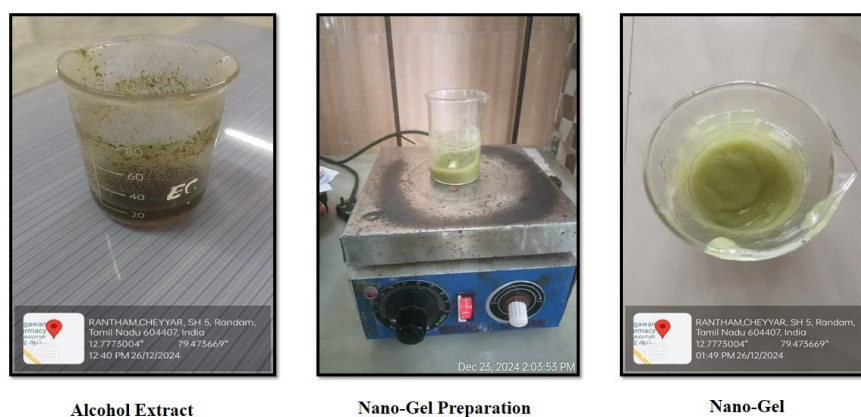 80
60
40
20
EC
RANTHAM,CHEYYAR, SH 5, Randam,
Tamil Nadu 604407, India
12.7773004° 79.473669°
12:40 PM 26/12/2024
Dec 23, 2024 2:03:53 PM
RANTHAM,CHEYYAR, SH 5, Randam,
Tamil Nadu 604407, India
12.7773004° 79.473669°
01:49 PM 26/12/2024
Alcohol Extract
Nano-Gel Preparation
Nano-Gel